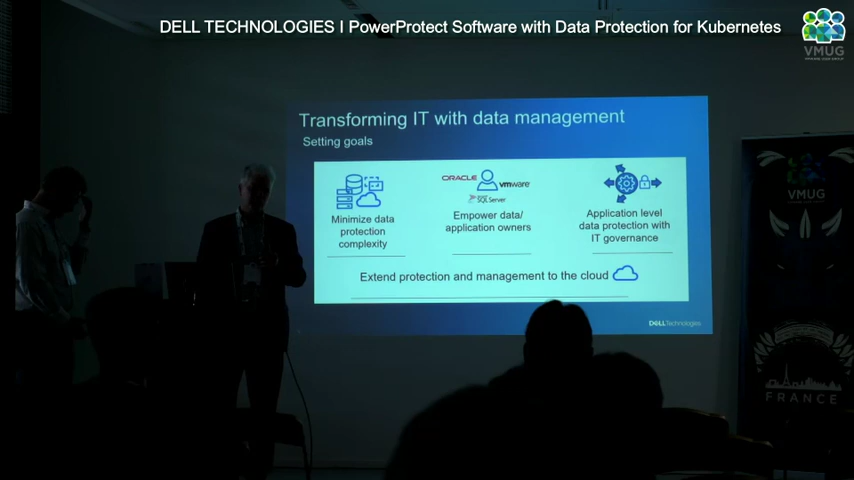 DELL TECHNOLOGIES I PowerProtect Software with Data Protection for Kubernetes
VMUG
Transforming IT with data management
Setting goals
ORACLE
vmware
SQL Server
Minimize data
protection
complexity
Empower data/
application owners
Application level
data protection with
IT governance
Extend protection and management to the cloud
DELLTechnologies
VMUG
FRANCE